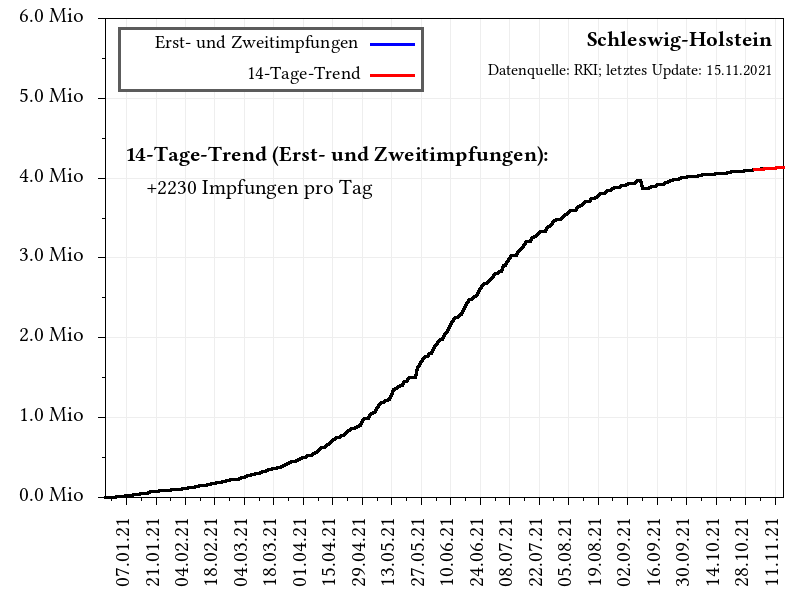 6.0 Mio
5.0 Mio
4.0 Mio
3.0 Mio
2.0 Mio
1.0 Mio
0.0 Mio
Erst- und Zweitimpfungen
14-Tage-Trend
Schleswig-Holstein
Datenquelle: RKI; letztes Update: 15.11.2021
14-Tage-Trend (Erst- und Zweitimpfungen):
+2230 Impfungen pro Tag
07.01.21
21.01.21
04.02.21
18.02.21
04.03.21
18.03.21
01.04.21
15.04.21
29.04.21
13.05.21
27.05.21
10.06.21
24.06.21
08.07.21
22.07.21
05.08.21
19.08.21
02.09.21
16.09.21
30.09.21
14.10.21
28.10.21
11.11.21